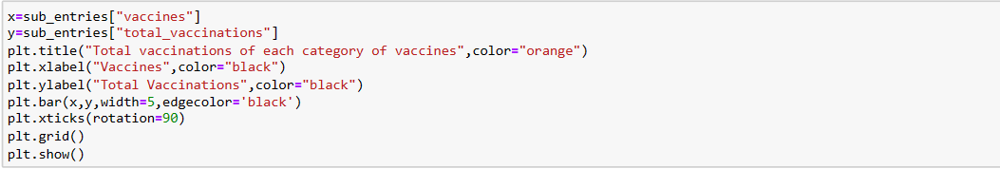 x=sub_entries["vaccines"]
y=sub_entries["total_vaccinations"]
plt.title("Total vaccinations of each category of vaccines",color="orange")
plt.xlabel("Vaccines",color="black")
plt.ylabel("Total Vaccinations",color="black")
plt.bar(x,y,width=5,edgecolor='black')
plt.xticks(rotation=90)
plt.grid()
plt.show()